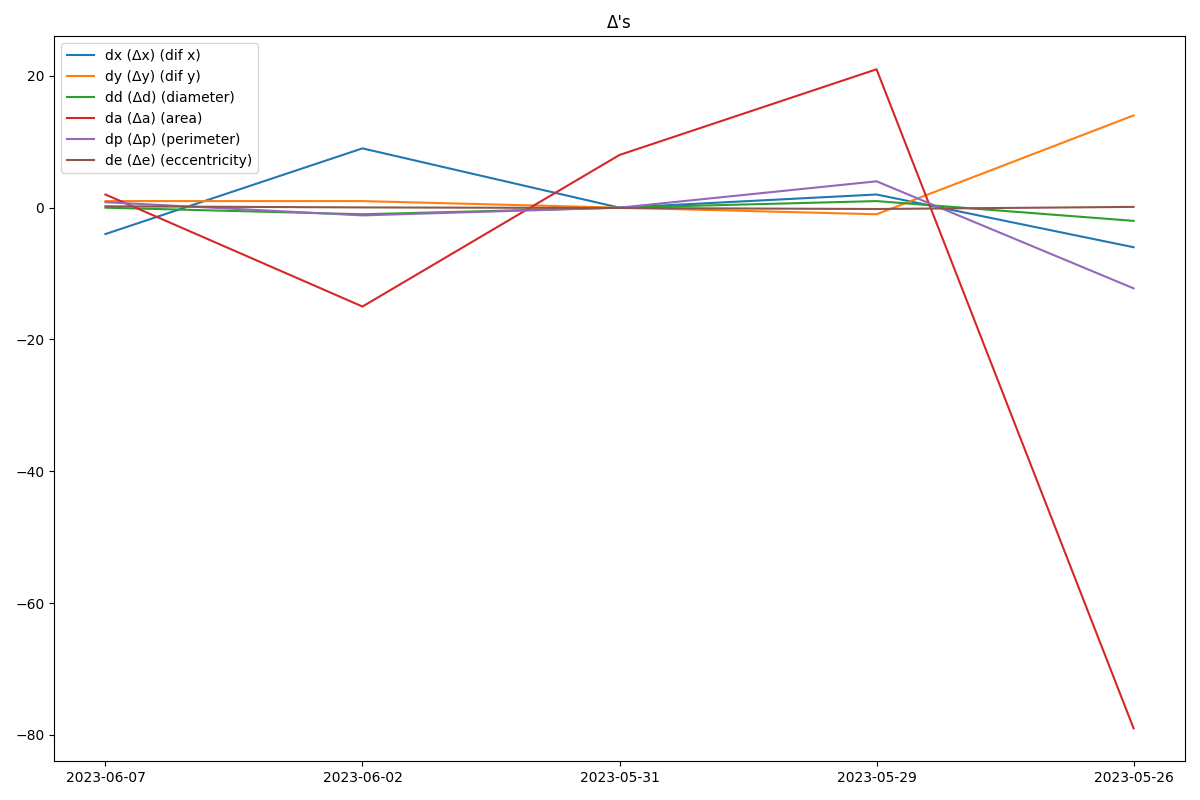 Δ's
dx (Δx) (dif x)
dy (Δy) (dif y)
dd (Δd) (diameter)
da (Δa) (area)
dp (Δp) (perimeter)
de (Δe) (eccentricity)
20
0
−20
−40
−60
−80
2023-06-07 2023-06-02 2023-05-31 2023-05-29 2023-05-26